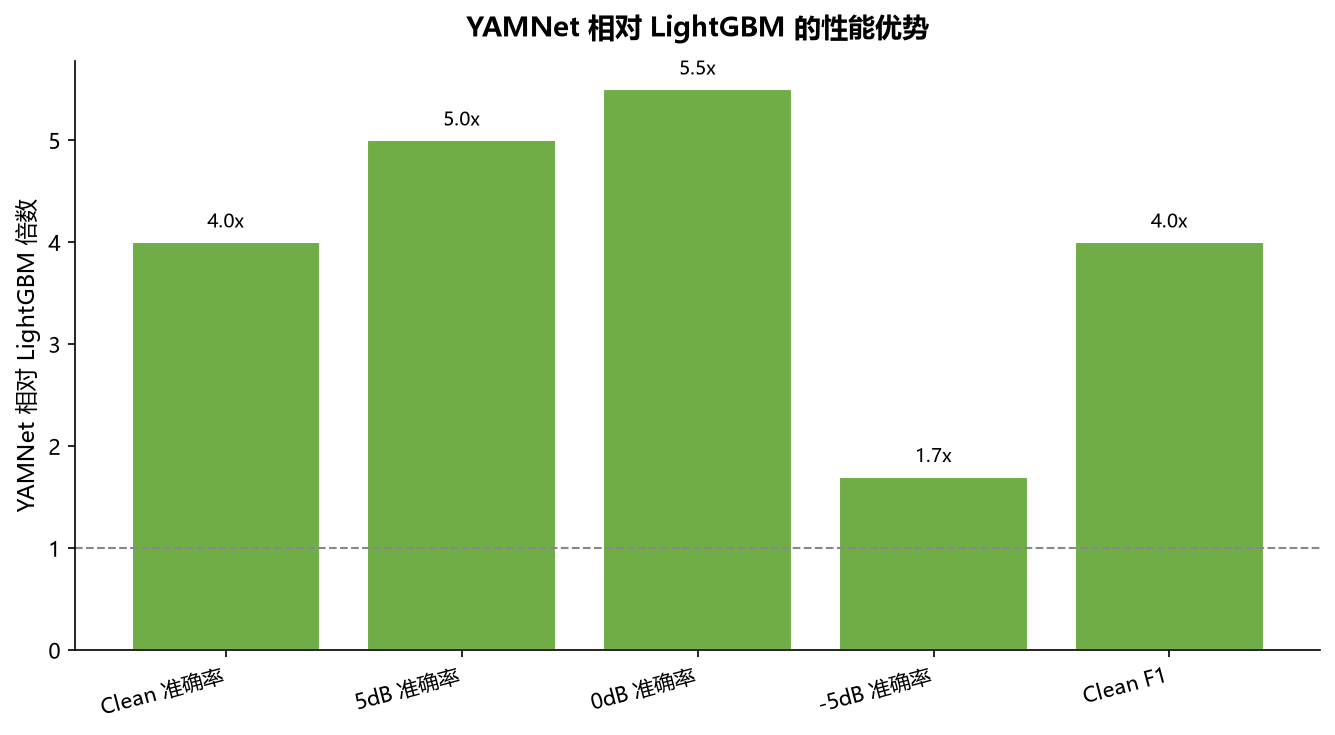 YAMNet 相对 LightGBM 的性能优势
YAMNet 相对 LightGBM 倍数
5
4
3
2
1
0
4.0x
5.0x
5.5x
1.7x
4.0x
Clean 准确率
5dB 准确率
0dB 准确率
-5dB 准确率
Clean F1